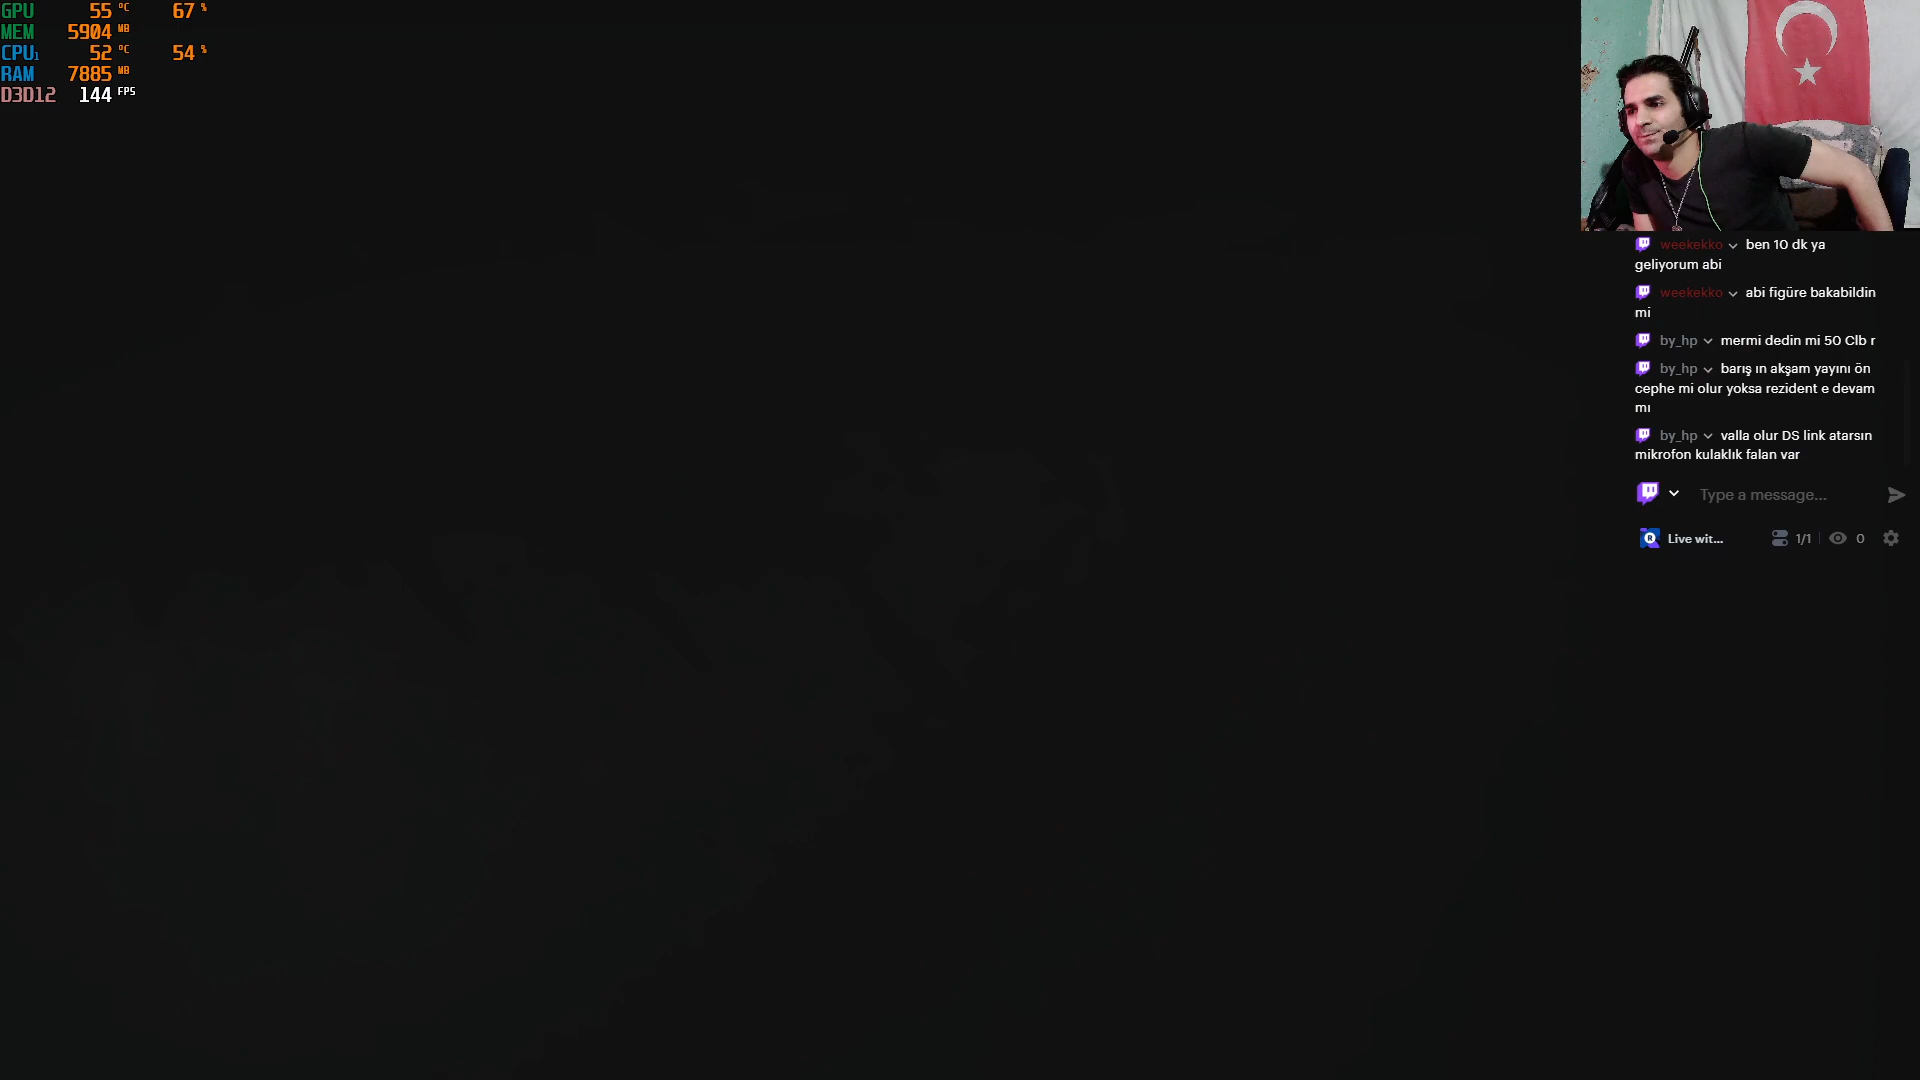 GPU 55 °C 67 %
MEM 5904 MB
CPU1 52 °C 54 %
RAM 7885 MB
D3D12 144 FPS
weekekko ben 10 dk ya
geliyorum abi
weekekko abi figüre bakabildin
mi
by_hp mermi dedin mi 50 Clb r
by_hp barış ın akşam yayını ön
cephe mi olur yoksa rezident e devam
mı
by_hp valla olur DS link atarsın
mikrofon kulaklık falan var
Type a message...
R Live wit... 1/1 0